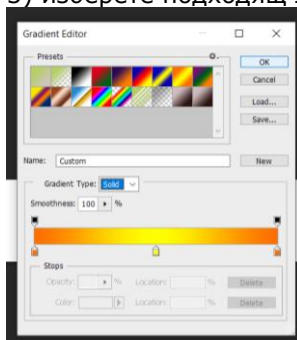 3) изберете подходящ
Gradient Editor
Presets
OK
Cancel
Load...
Save...
Name: Custom
New
Gradient Type: Solid
Smoothness: 100 %
Stops
Opacity: % Location: % Delete
Color: Location: % Delete